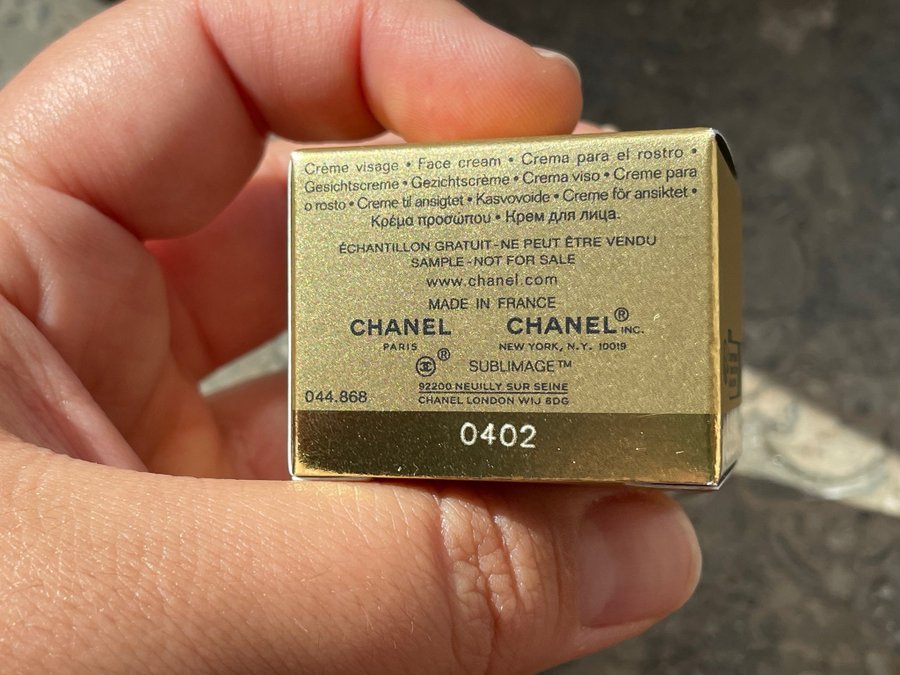 Crème visage • Face cream • Crema para el rostro •
Gesichtscreme • Gezichtscrème • Crema viso • Creme para
o rosto • Creme til ansigtet • Kasvovoide • Creme för ansiktet •
Κρέμα προσώπου • Крем для лица.
ÉCHANTILLON GRATUIT - NE PEUT ÊTRE VENDU
SAMPLE - NOT FOR SALE
www.chanel.com
MADE IN FRANCE
CHANEL CHANEL® INC.
PARIS NEW YORK, N.Y. 10019
® SUBLIMAGE™
92200 NEUILLY SUR SEINE
044.868 CHANEL LONDON W1J 6DG
0402